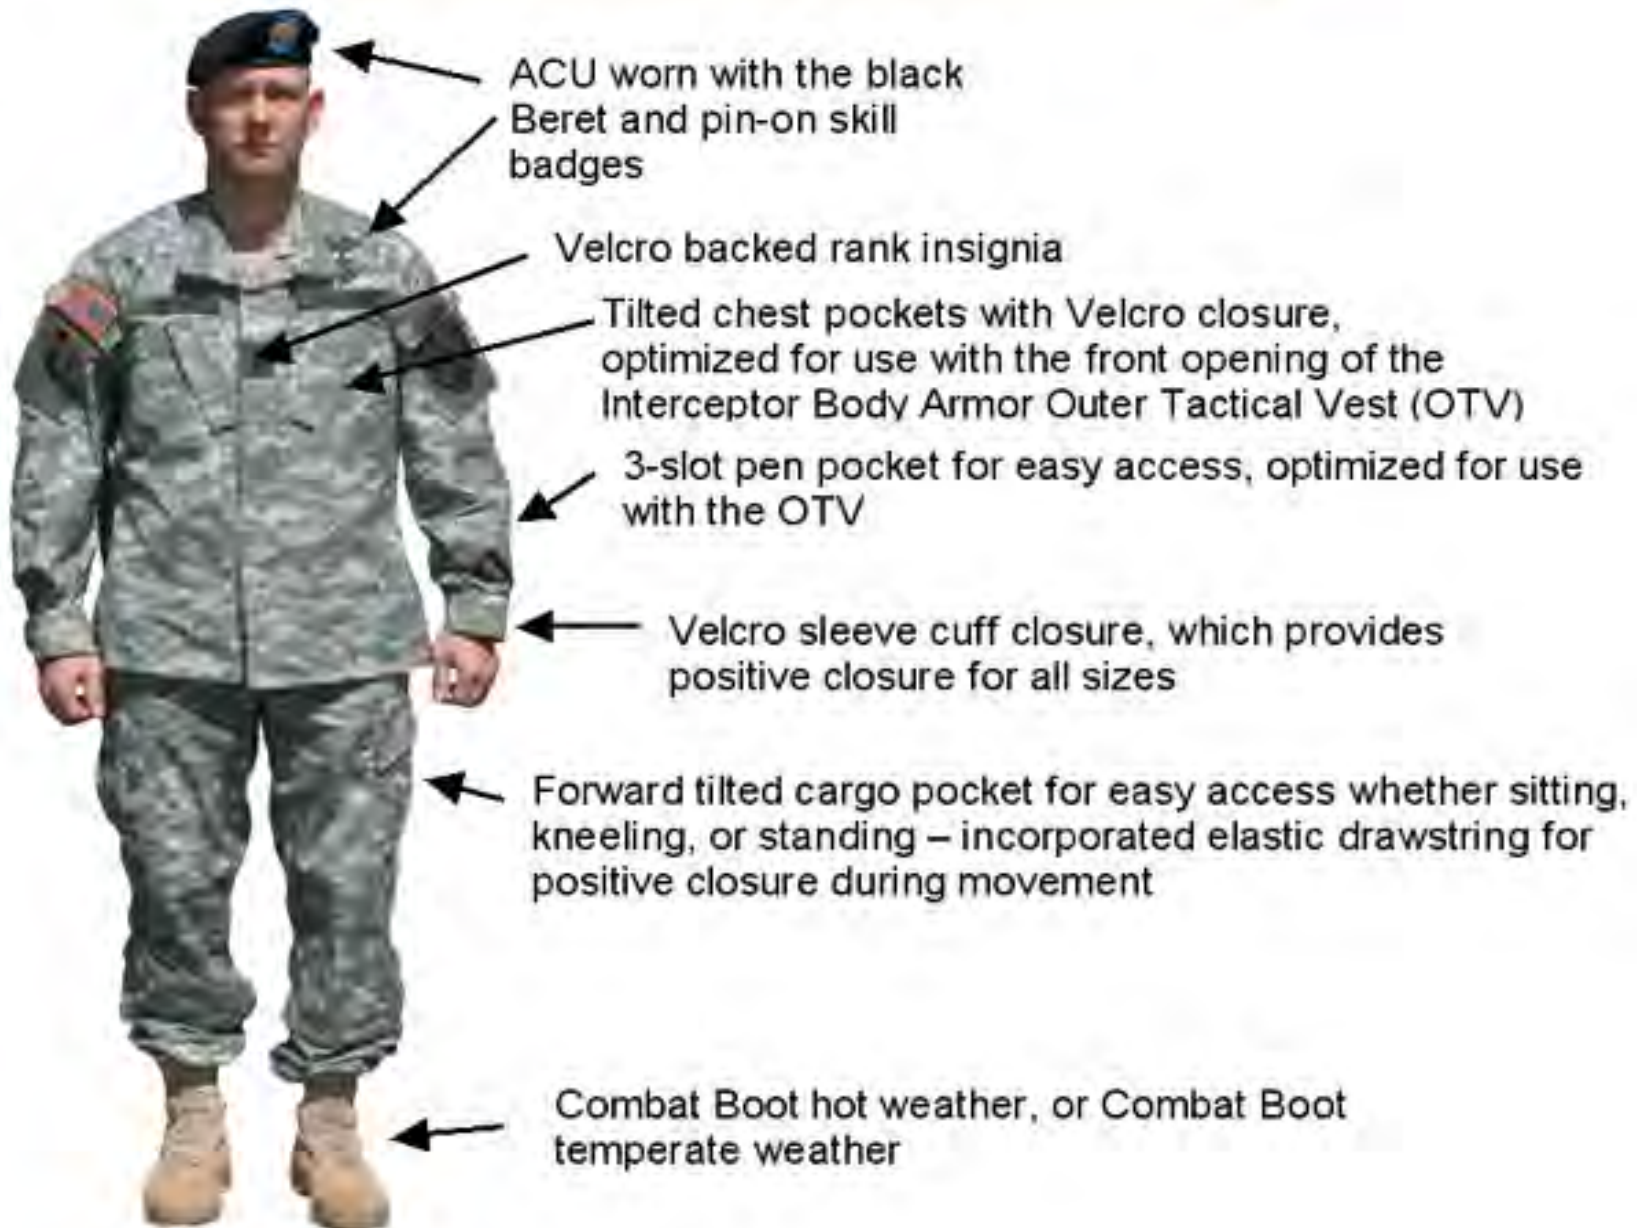 ACU worn with the black
Beret and pin-on skill
badges
Velcro backed rank insignia
Tilted chest pockets with Velcro closure,
optimized for use with the front opening of the
Interceptor Body Armor Outer Tactical Vest (OTV)
3-slot pen pocket for easy access, optimized for use
with the OTV
Velcro sleeve cuff closure, which provides
positive closure for all sizes
Forward tilted cargo pocket for easy access whether sitting,
kneeling, or standing – incorporated elastic drawstring for
positive closure during movement
Combat Boot hot weather, or Combat Boot
temperate weather